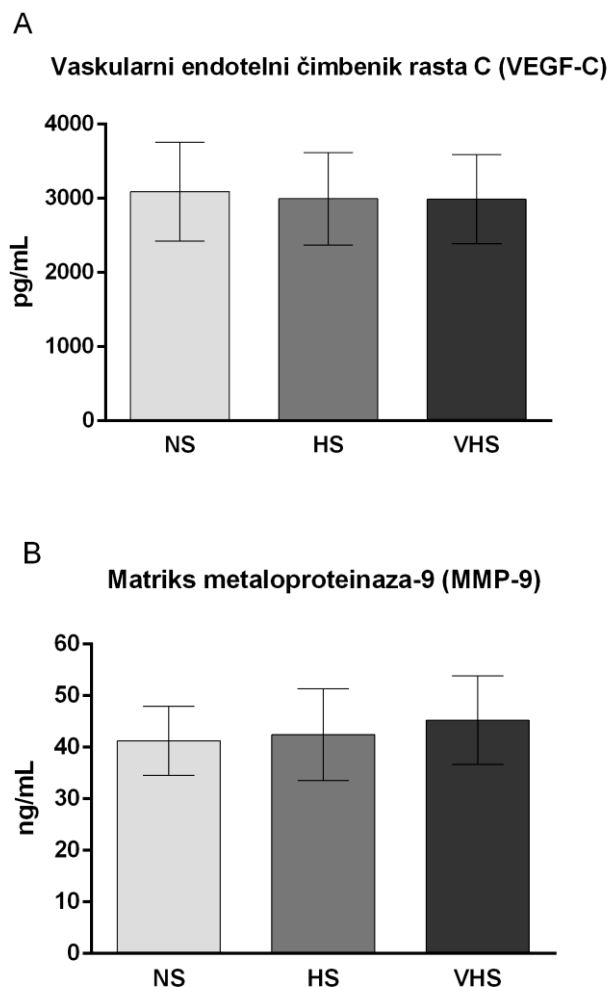 A
Vaskularni endotelni čimbenik rasta C (VEGF-C)
4000
3000
2000
1000
0
pg/mL
NS HS VHS
B
Matriks metaloproteinaza-9 (MMP-9)
60
50
40
30
20
10
0
ng/mL
NS HS VHS